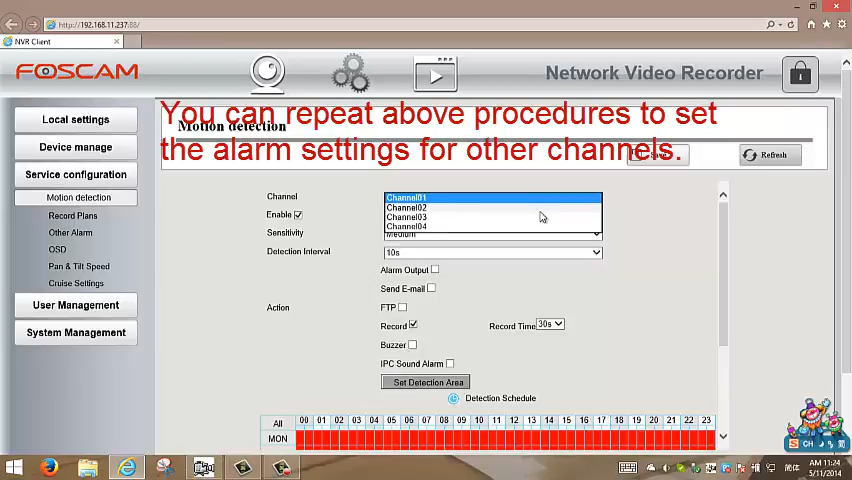 http://192.168.11.237:88/
NVR Client
FOSCAM
Network Video Recorder
You can repeat above procedures to set
the alarm settings for other channels.
Motion detection
Refresh
Local settings
Device manage
Service configuration
Motion detection
Record Plans
Other Alarm
OSD
Pan & Tilt Speed
Cruise Settings
User Management
System Management
Channel
Channel01
Channel02
Channel03
Channel04
Enable
Sensitivity
Medium
Detection Interval
10s
Alarm Output
Send E-mail
Action
FTP
Record
Record Time
30s
Buzzer
IPC Sound Alarm
Set Detection Area
Detection Schedule
All 00 01 02 03 04 05 06 07 08 09 10 11 12 13 14 15 16 17 18 19 20 21 22 23
MON
S CH 简
简体
AM 11:24
5/11/2014